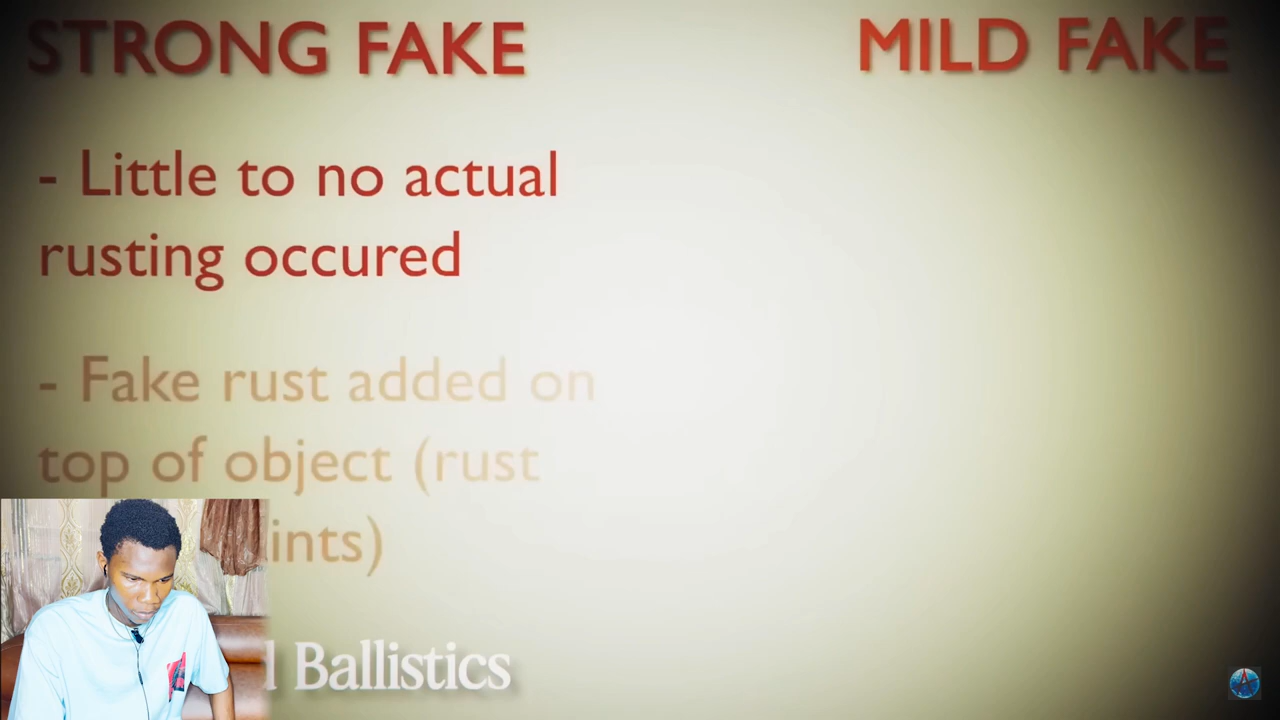 STRONG FAKE
MILD FAKE
- Little to no actual
rusting occured
- Fake rust added on
top of object (rust
Ballistics